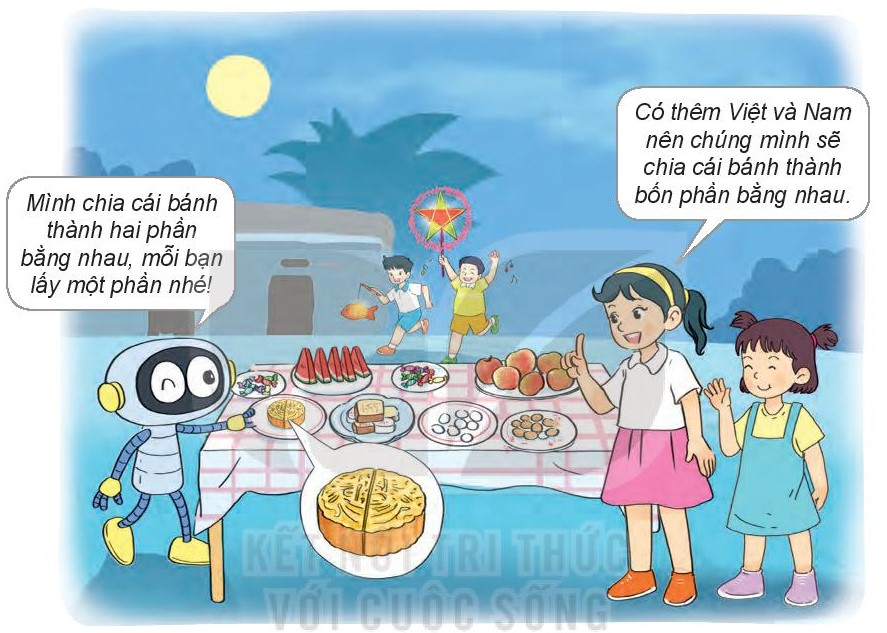 Mình chia cái bánh
thành hai phần
bằng nhau, mỗi bạn
lấy một phần nhé!
Có thêm Việt và Nam
nên chúng mình sẽ
chia cái bánh thành
bốn phần bằng nhau.
KẾT NỐI TRI THỨC
VỚI CUỘC SỐNG